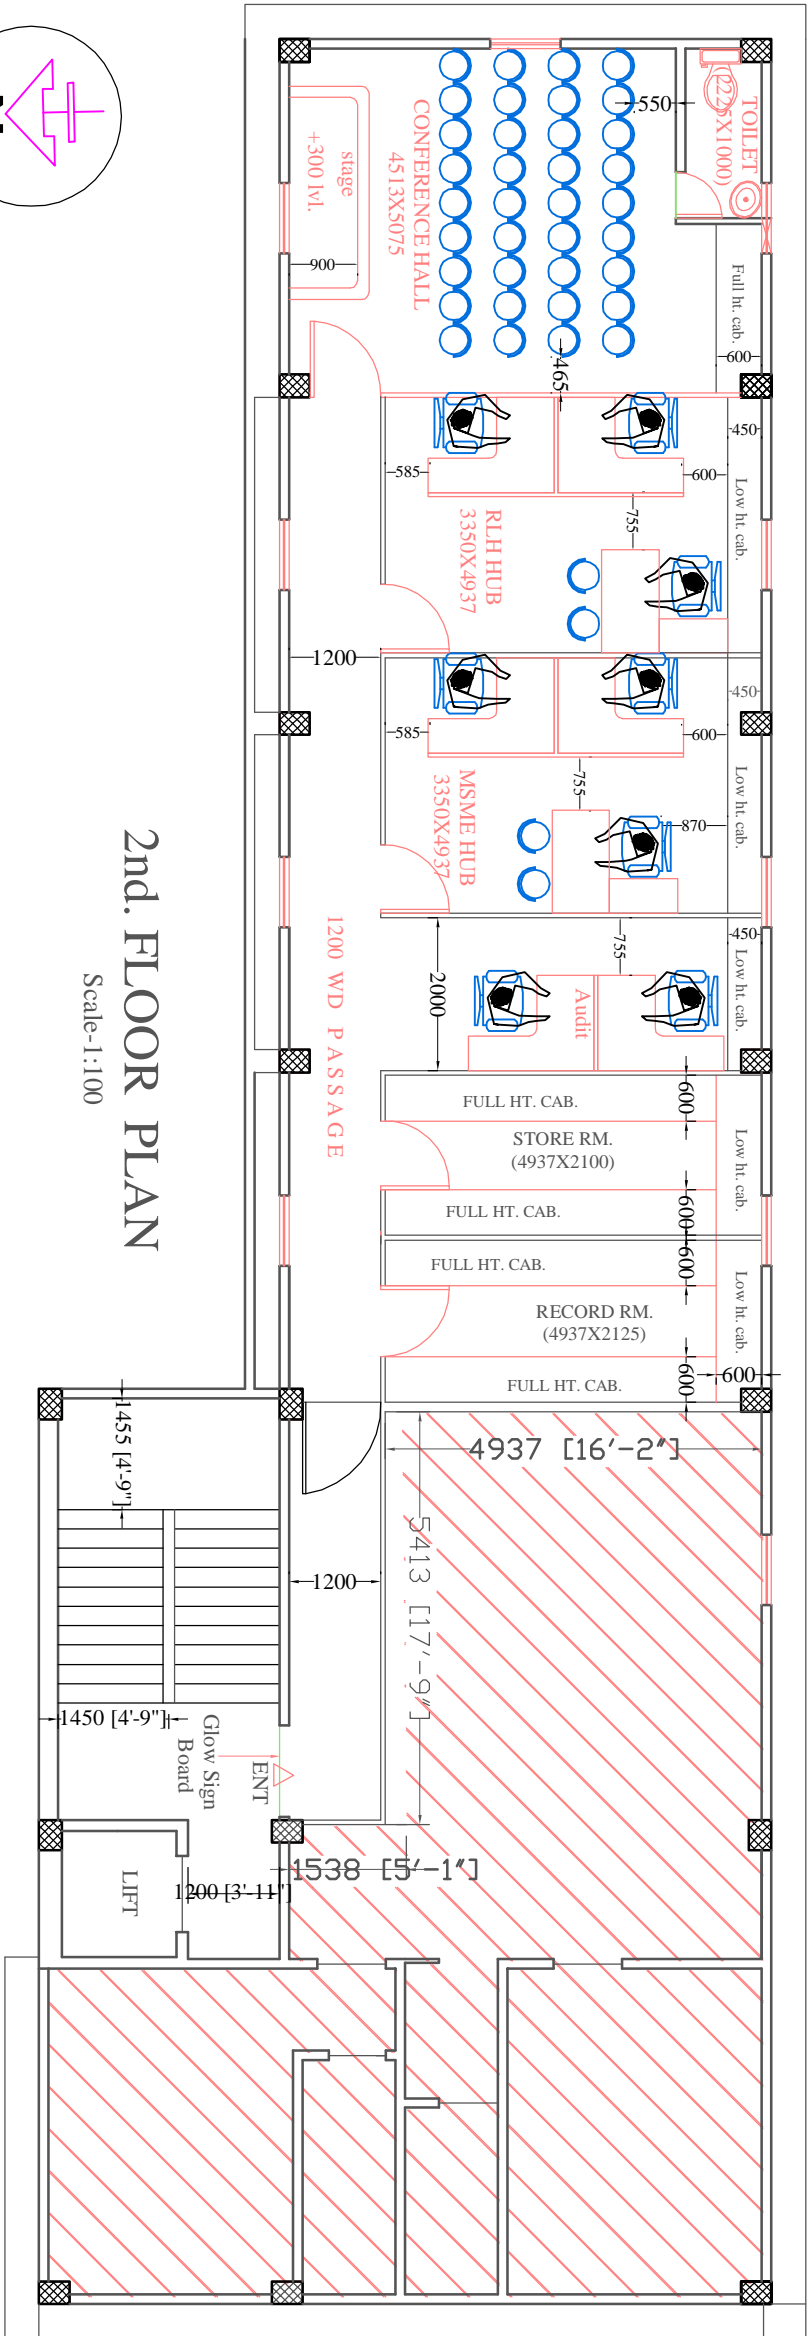 TOILET
(2225X1000)
550
CONFERENCE HALL
4513X5075
stage
+300 lvl.
900
Full ht. cab.
600
465
450
Low ht. cab.
585
600
755
RLH HUB
3350X4937
1200
450
Low ht. cab.
585
600
755
870
MSME HUB
3350X4937
1200 WD PASSAGE
2000
755
450
Low ht. cab.
Audit
600
FULL HT. CAB.
STORE RM.
(4937X2100)
Low ht. cab.
FULL HT. CAB.
600
600
FULL HT. CAB.
RECORD RM.
(4937X2125)
Low ht. cab.
FULL HT. CAB.
600
600
2nd. FLOOR PLAN
Scale-1:100
1455 [4'-9"]
4937 [16'-2"]
5413 [17'-9"]
1200
1450 [4'-9"]
Glow Sign
Board
ENT
1538 [5'-1"]
LIFT
1200 [3'-11"]